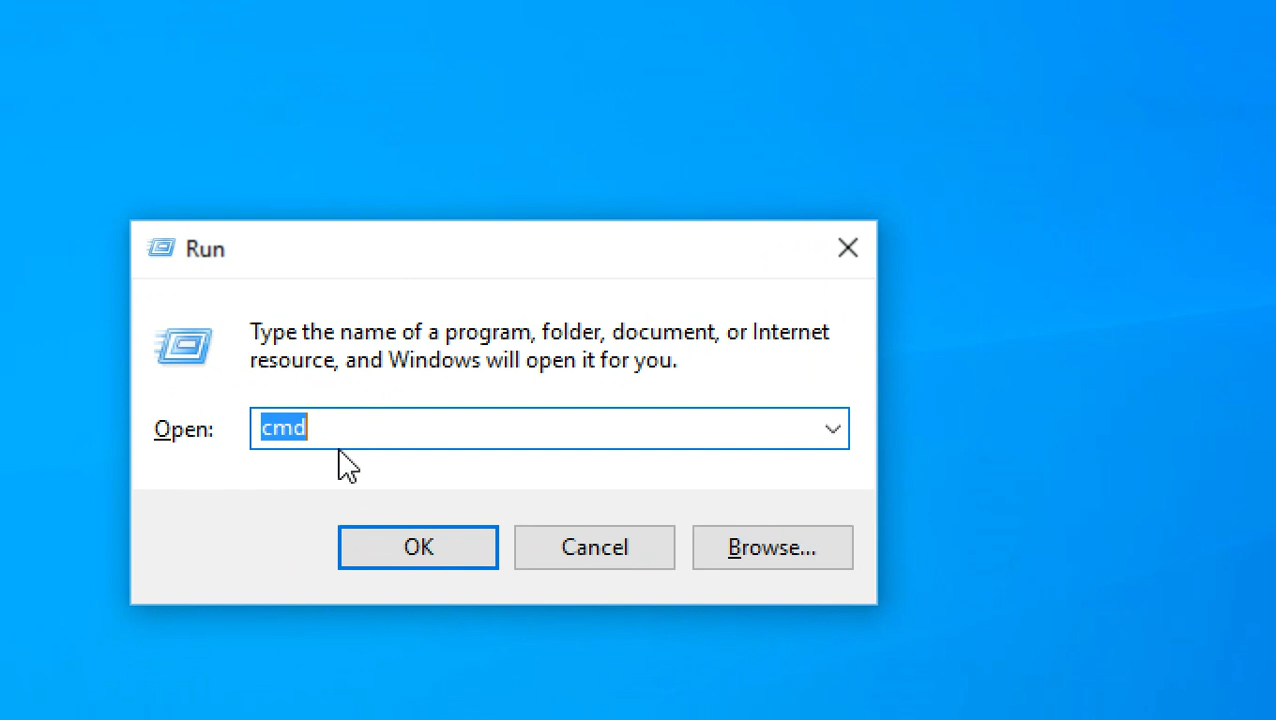 Run
Type the name of a program, folder, document, or Internet
resource, and Windows will open it for you.
Open: cmd
OK Cancel Browse...